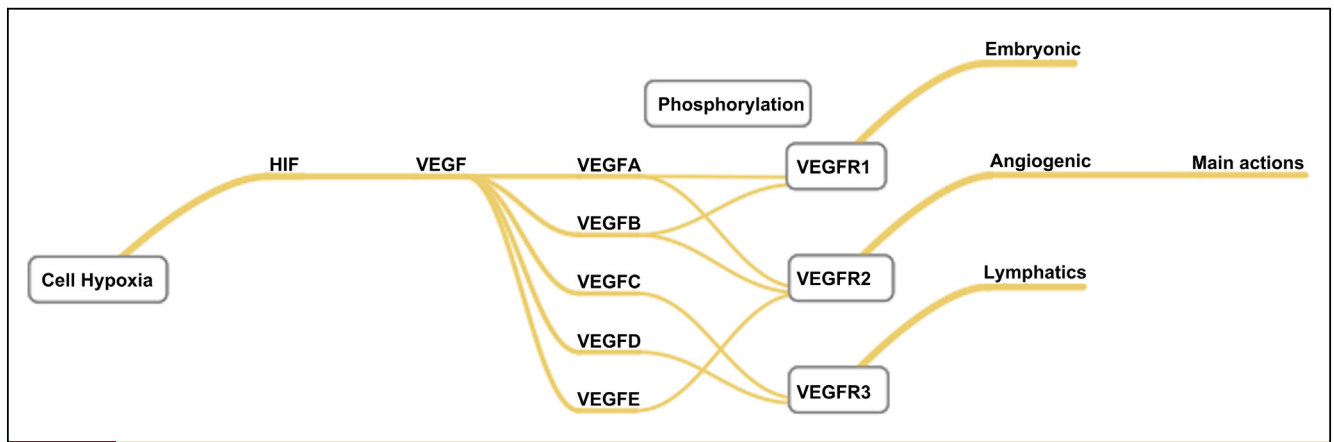 Embryonic
Phosphorylation
HIF
VEGF
VEGFA
VEGFR1
Angiogenic
Main actions
VEGFB
Cell Hypoxia
VEGFC
VEGFR2
Lymphatics
VEGFD
VEGFE
VEGFR3